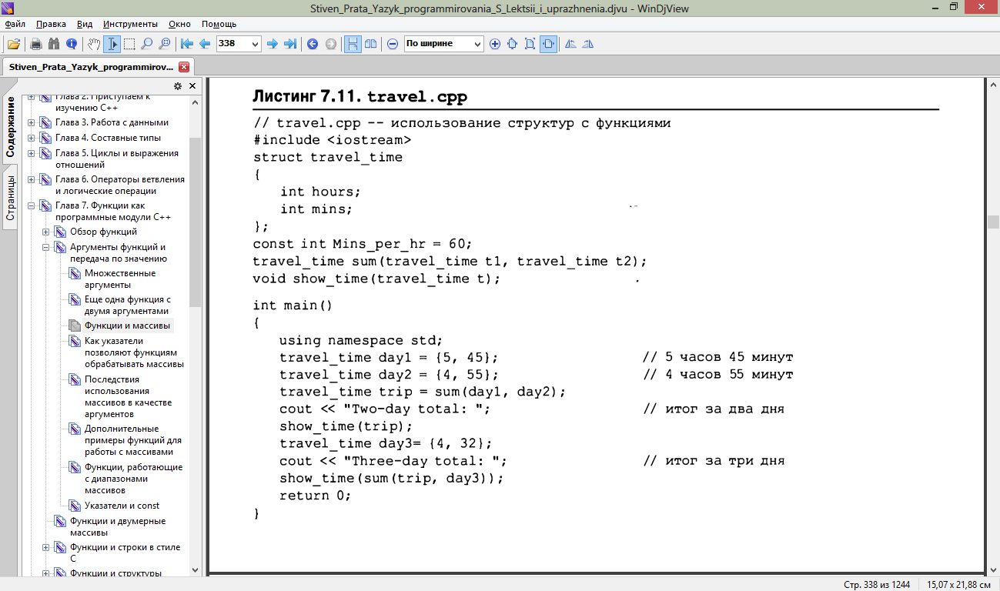 Stiven_Prata_Yazyk_programmirovania_S_Lektsii_i_uprazhnenia.djvu - WinDjView
Файл Правка Вид Инструменты Окно Помощь
338 По ширине
Stiven_Prata_Yazyk_programmirov...
Содержание
Страницы
Глава 2. Приступаем к
изучению C++
Глава 3. Работа с данными
Глава 4. Составные типы
Глава 5. Циклы и выражения
отношений
Глава 6. Операторы ветвления
и логические операции
Глава 7. Функции как
программные модули C++
Обзор функций
Аргументы функций и
передача по значению
Множественные
аргументы
Еще одна функция с
двумя аргументами
Функции и массивы
Как указатели
позволяют функциям
обрабатывать массивы
Последствия
использования
массивов в качестве
аргументов
Дополнительные
примеры функций для
работы с массивами
Функции, работающие
с диапазонами
массивов
Указатели и const
Функции и двумерные
массивы
Функции и строки в стиле
C
Функции и структуры
Листинг 7.11. travel.cpp
// travel.cpp -- использование структур с функциями
#include <iostream>
struct travel_time
{
int hours;
int mins;
};
const int Mins_per_hr = 60;
travel_time sum(travel_time t1, travel_time t2);
void show_time(travel_time t);
int main()
{
using namespace std;
travel_time day1 = {5, 45}; // 5 часов 45 минут
travel_time day2 = {4, 55}; // 4 часов 55 минут
travel_time trip = sum(day1, day2);
cout << "Two-day total: "; // итог за два дня
show_time(trip);
travel_time day3= {4, 32};
cout << "Three-day total: "; // итог за три дня
show_time(sum(trip, day3));
return 0;
}
Стр. 338 из 1244 15,07 x 21,88 см